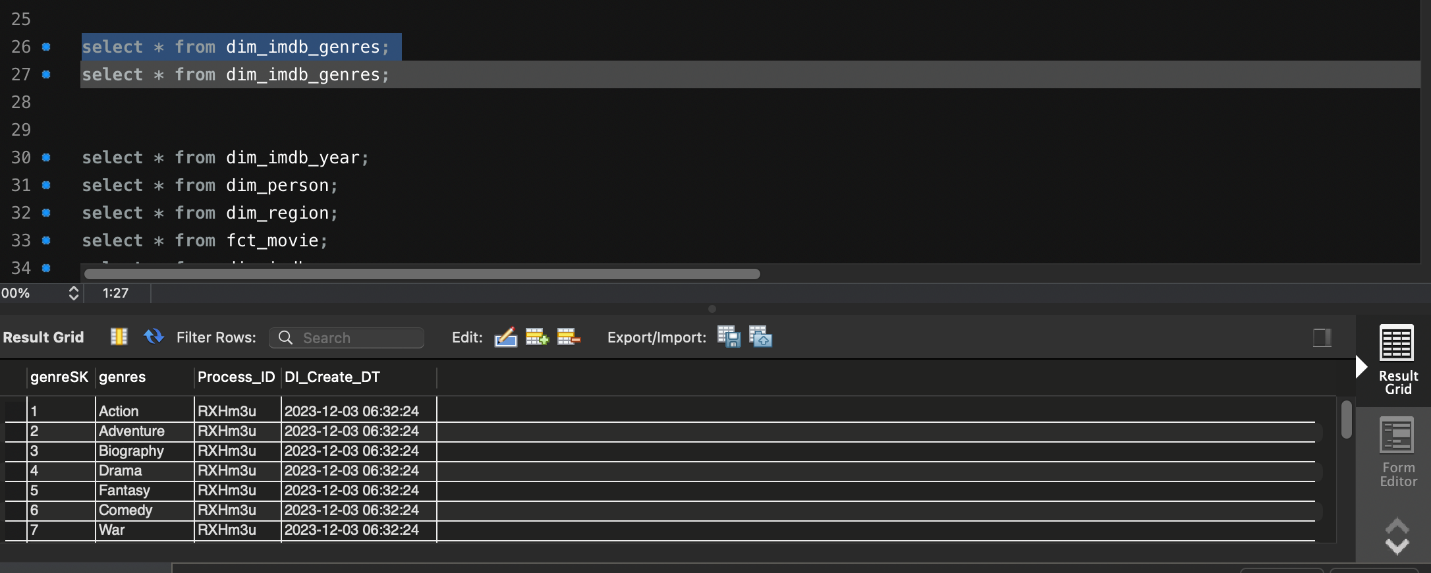 25
26 select * from dim_imdb_genres;
27 select * from dim_imdb_genres;
28
29
30 select * from dim_imdb_year;
31 select * from dim_person;
32 select * from dim_region;
33 select * from fct_movie;
34
00% 1:27
Result Grid Filter Rows: Search Edit: Export/Import:
Result Grid
Form Editor
genreSK genres Process_ID DI_Create_DT
1 Action RXHm3u 2023-12-03 06:32:24
2 Adventure RXHm3u 2023-12-03 06:32:24
3 Biography RXHm3u 2023-12-03 06:32:24
4 Drama RXHm3u 2023-12-03 06:32:24
5 Fantasy RXHm3u 2023-12-03 06:32:24
6 Comedy RXHm3u 2023-12-03 06:32:24
7 War RXHm3u 2023-12-03 06:32:24